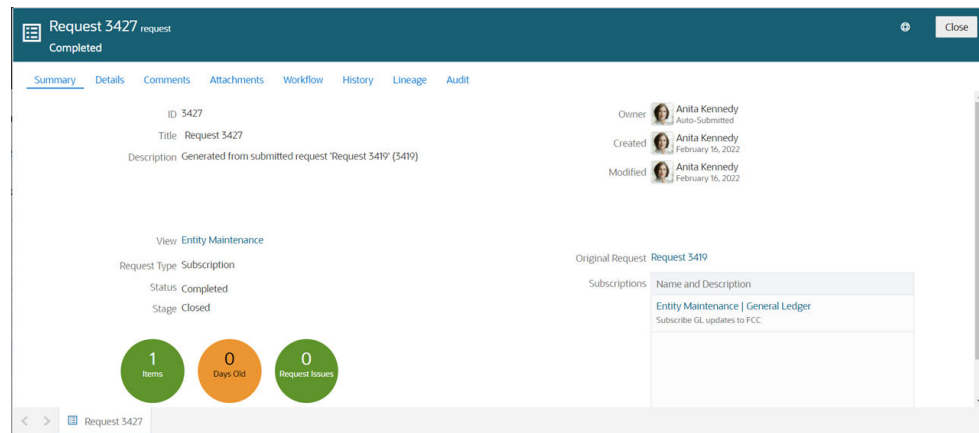 Request 3427 request
Completed
Close
Summary Details Comments Attachments Workflow History Lineage Audit
ID 3427
Title Request 3427
Description Generated from submitted request 'Request 3419' (3419)
Owner Anita Kennedy
Auto-Submitted
Created Anita Kennedy
February 16, 2022
Modified Anita Kennedy
February 16, 2022
View Entity Maintenance
Request Type Subscription
Status Completed
Stage Closed
Original Request Request 3419
Subscriptions Name and Description
Entity Maintenance | General Ledger
Subscribe GL updates to FCC
1
Items
0
Days Old
0
Request Issues
Request 3427